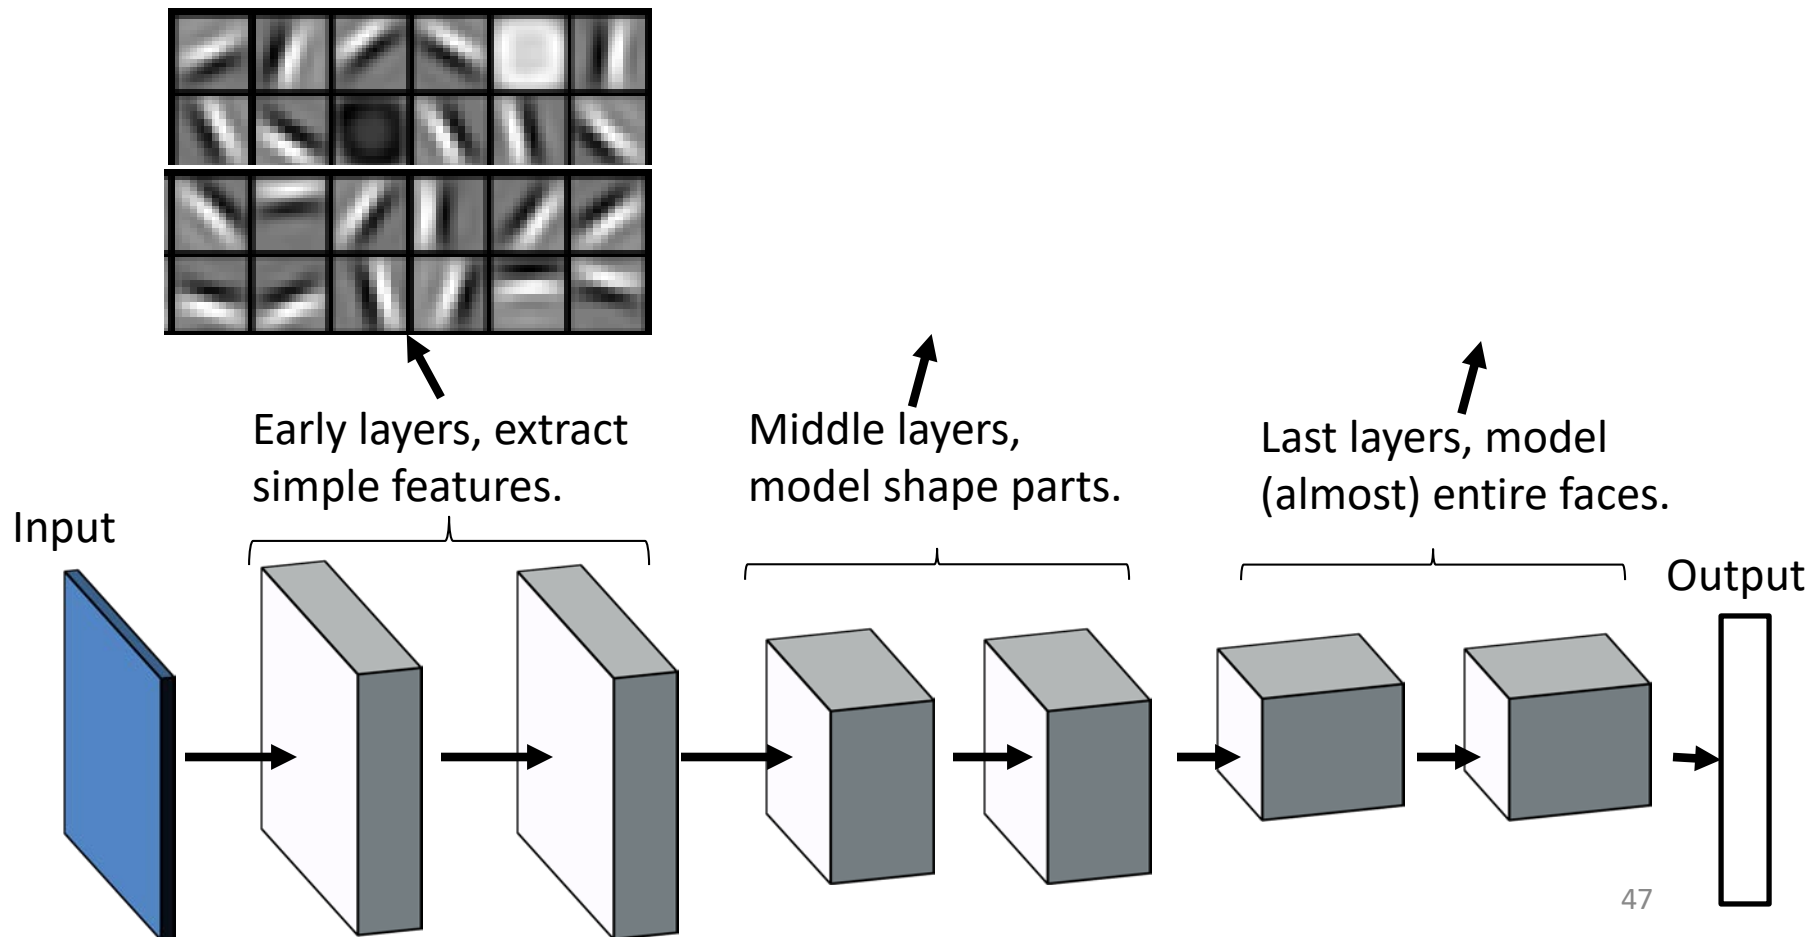 Early layers, extract
simple features.
Middle layers,
model shape parts.
Last layers, model
(almost) entire faces.
Input
Output
47